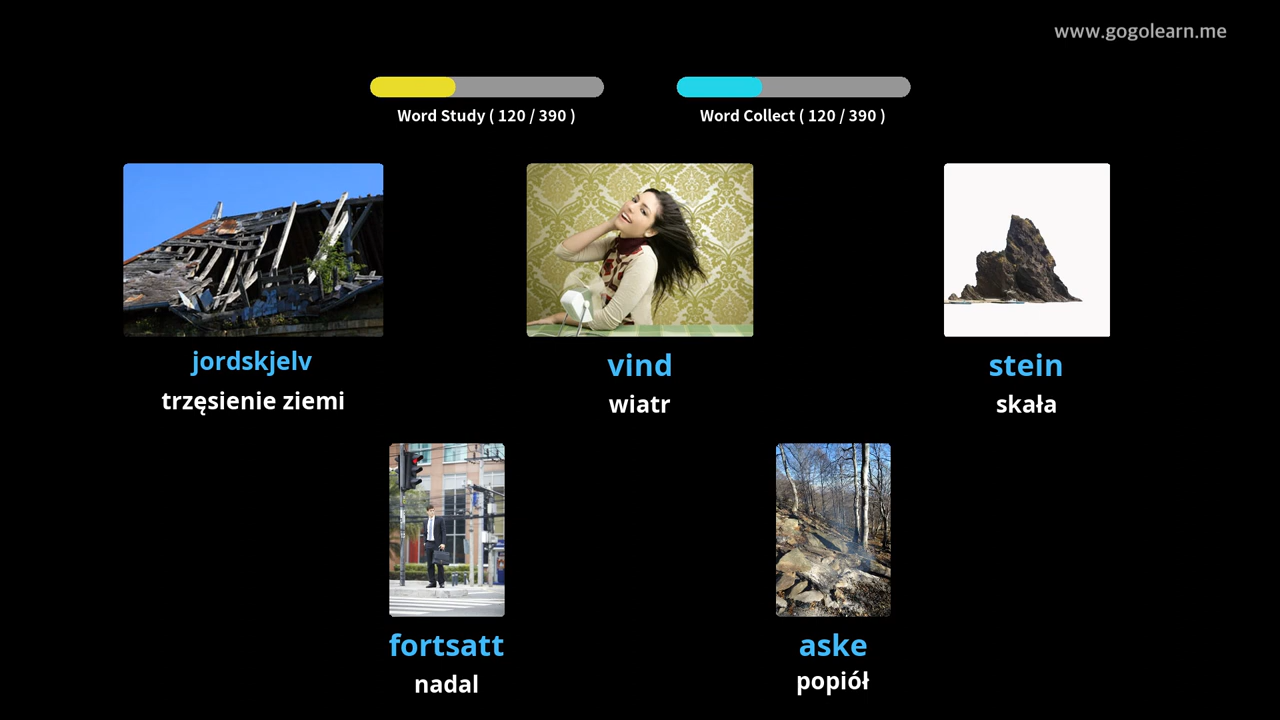 www.gogolearn.me
Word Study ( 120 / 390 )
Word Collect ( 120 / 390 )
jordskjelv
trzęsienie ziemi
vind
wiatr
stein
skała
fortsatt
nadal
aske
popiół